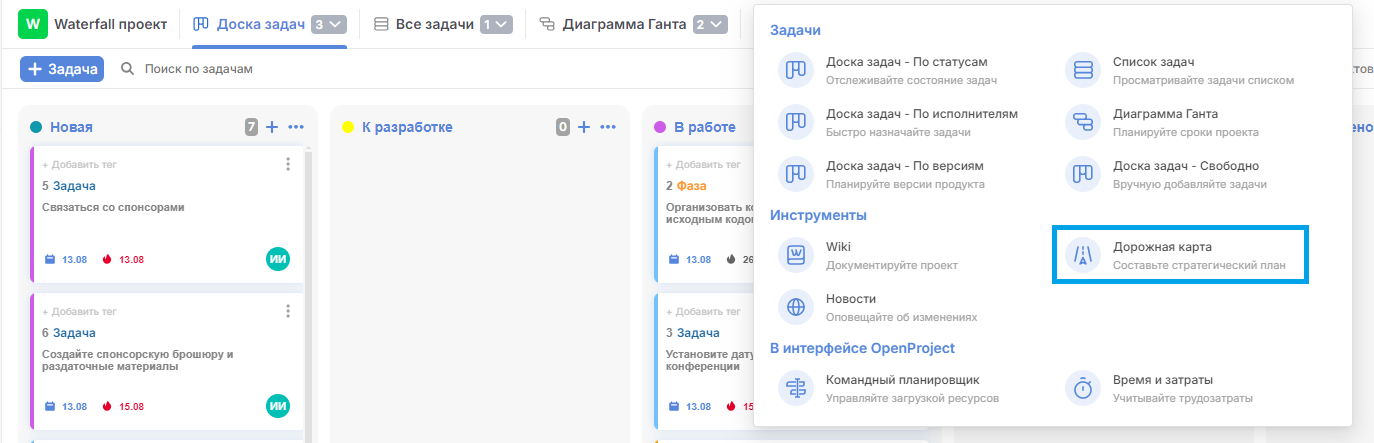 W Waterfall проект
Доска задач 3
Все задачи 1
Диаграмма Ганта 2
+ Задача
Поиск по задачам
Новая 7 + •••
+ Добавить тег
5 Задача
Связаться со спонсорами
13.08 13.08 ИИ
+ Добавить тег
6 Задача
Создайте спонсорскую брошюру и
раздаточные материалы
13.08 15.08 ИИ
К разработке 0 + •••
В работе
+ Добавить тег
2 Фаза
Организовать
исходным кодо
13.08 26
+ Добавить тег
3 Задача
Установите дату
конференции
13.08 15.08
Задачи
Доска задач - По статусам
Отслеживайте состояние задач
Список задач
Просматривайте задачи списком
Доска задач - По исполнителям
Быстро назначайте задачи
Диаграмма Ганта
Планируйте сроки проекта
Доска задач - По версиям
Планируйте версии продукта
Доска задач - Свободно
Вручную добавляйте задачи
Инструменты
Wiki
Документируйте проект
Дорожная карта
Составьте стратегический план
Новости
Оповещайте об изменениях
В интерфейсе OpenProject
Командный планировщик
Управляйте загрузкой ресурсов
Время и затраты
Учитывайте трудозатраты